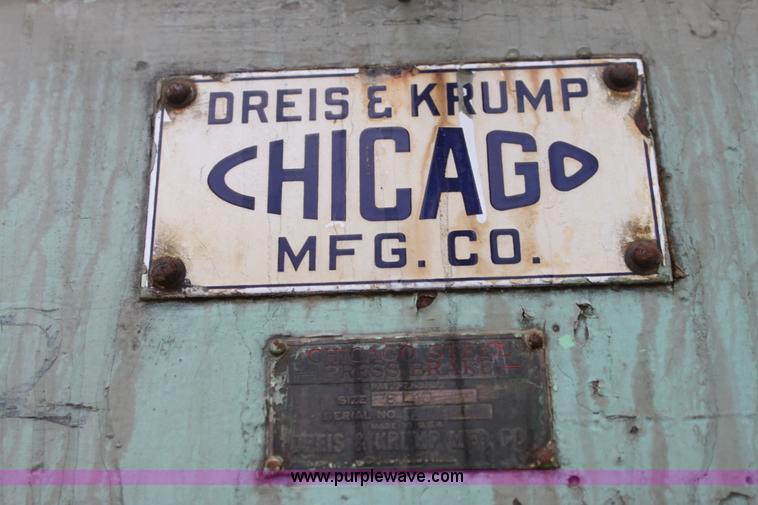 DREIS & KRUMP
CHICAGO
MFG. CO.
CHICAGO STEEL
PRESS BRAKE
SIZE
SERIAL NO.
MADE IN U.S.A.
DREIS & KRUMP MFG. CO.
www.purplewave.com